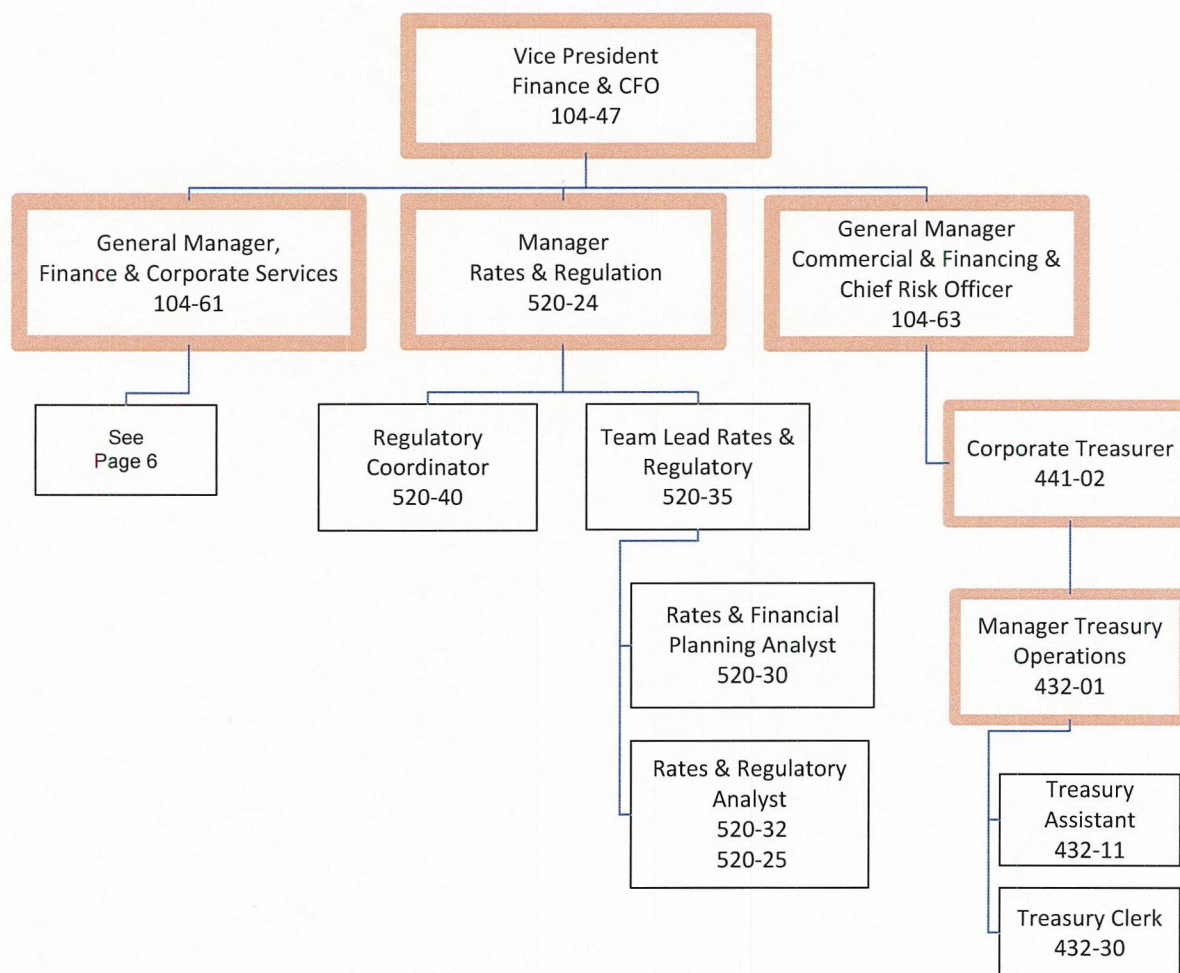 Vice President
Finance & CFO
104-47
General Manager,
Finance & Corporate Services
104-61
Manager
Rates & Regulation
520-24
General Manager
Commercial & Financing &
Chief Risk Officer
104-63
See
Page 6
Regulatory
Coordinator
520-40
Team Lead Rates &
Regulatory
520-35
Corporate Treasurer
441-02
Rates & Financial
Planning Analyst
520-30
Manager Treasury
Operations
432-01
Rates & Regulatory
Analyst
520-32
520-25
Treasury
Assistant
432-11
Treasury Clerk
432-30